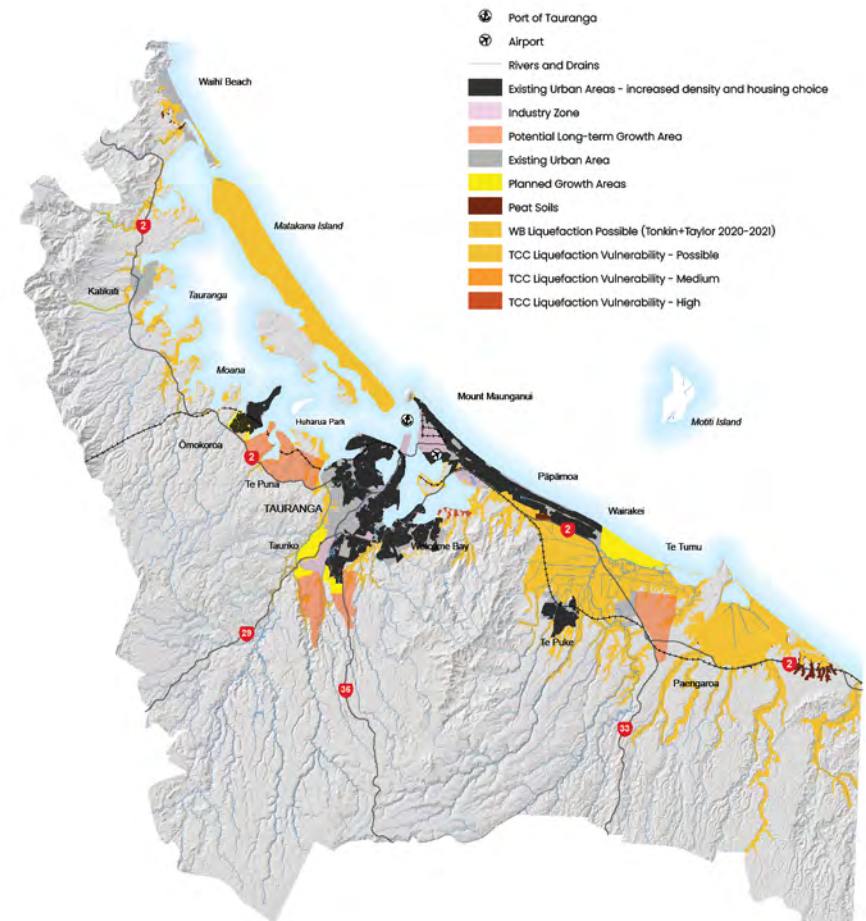 Port of Tauranga
Airport
Rivers and Drains
Existing Urban Areas - increased density and housing choice
Industry Zone
Potential Long-term Growth Area
Existing Urban Area
Planned Growth Areas
Peat Soils
WB Liquefaction Possible (Tonkin+Taylor 2020-2021)
TCC Liquefaction Vulnerability - Possible
TCC Liquefaction Vulnerability - Medium
TCC Liquefaction Vulnerability - High
Waihī Beach
2
Matakana Island
Katikati
Tauranga
Moana
Mount Maunganui
Motiti Island
Huharua Park
Ōmokoroa
2
Te Puna
Pāpāmoa
TAURANGA
Wairakei
2
Tauriko
Welcome Bay
Te Tumu
29
Te Puke
2
Paengaroa
36
33